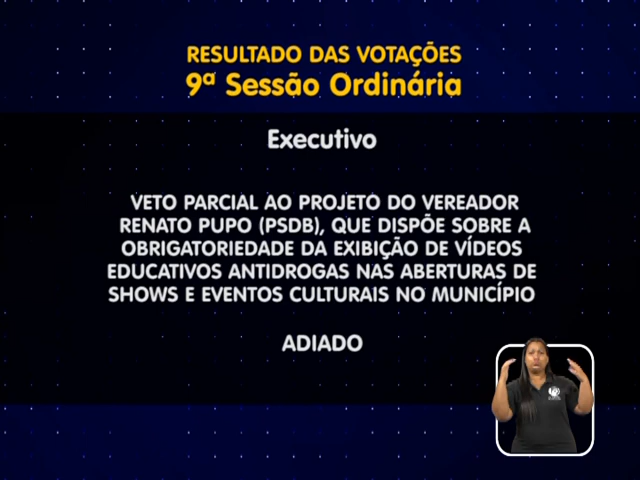 RESULTADO DAS VOTAÇÕES
9ª Sessão Ordinária
Executivo
VETO PARCIAL AO PROJETO DO VEREADOR
RENATO PUPO (PSDB), QUE DISPÕE SOBRE A
OBRIGATORIEDADE DA EXIBIÇÃO DE VÍDEOS
EDUCATIVOS ANTIDROGAS NAS ABERTURAS DE
SHOWS E EVENTOS CULTURAIS NO MUNICÍPIO
ADIADO